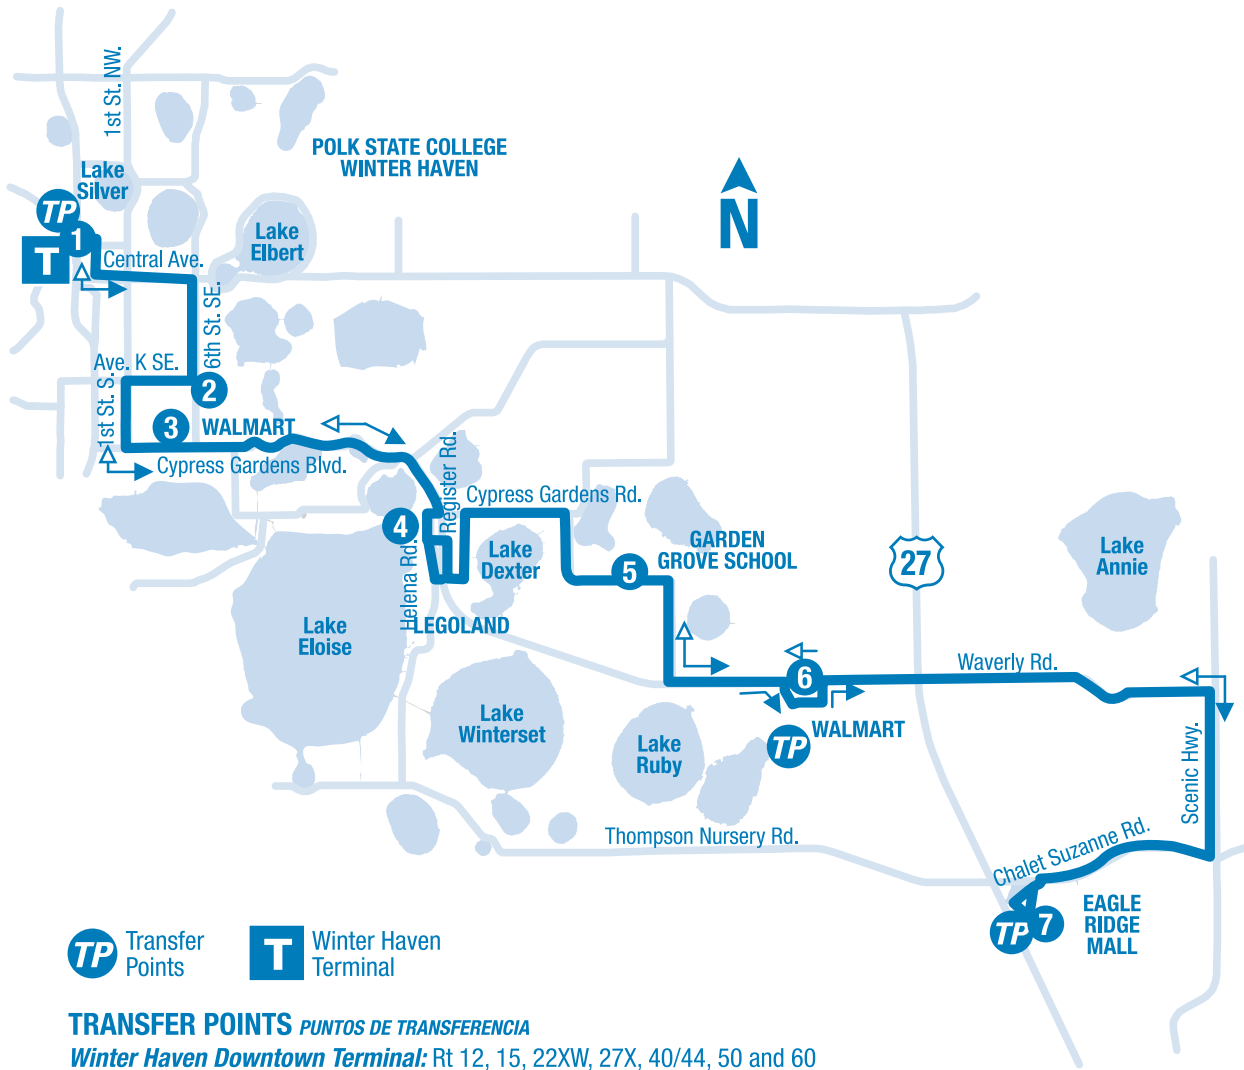 1st St. NW.
POLK STATE COLLEGE
WINTER HAVEN
Lake
Silver
TP
1
T
Central Ave.
Lake
Elbert
N
6th St. SE.
Ave. K SE.
2
1st St. S.
3
WALMART
Cypress Gardens Blvd.
Register Rd.
Cypress Gardens Rd.
4
Helena Rd.
Lake
Dexter
5
GARDEN
GROVE SCHOOL
27
Lake
Annie
Lake
Eloise
LEGOLAND
6
Waverly Rd.
Lake
Winterset
Lake
Ruby
TP
WALMART
Scenic Hwy.
Thompson Nursery Rd.
Chalet Suzanne Rd.
TP
7
EAGLE
RIDGE
MALL
TP
Transfer
Points
T
Winter Haven
Terminal
TRANSFER POINTS PUNTOS DE TRANSFERENCIA
Winter Haven Downtown Terminal: Rt 12, 15, 22XW, 27X, 40/44, 50 and 60